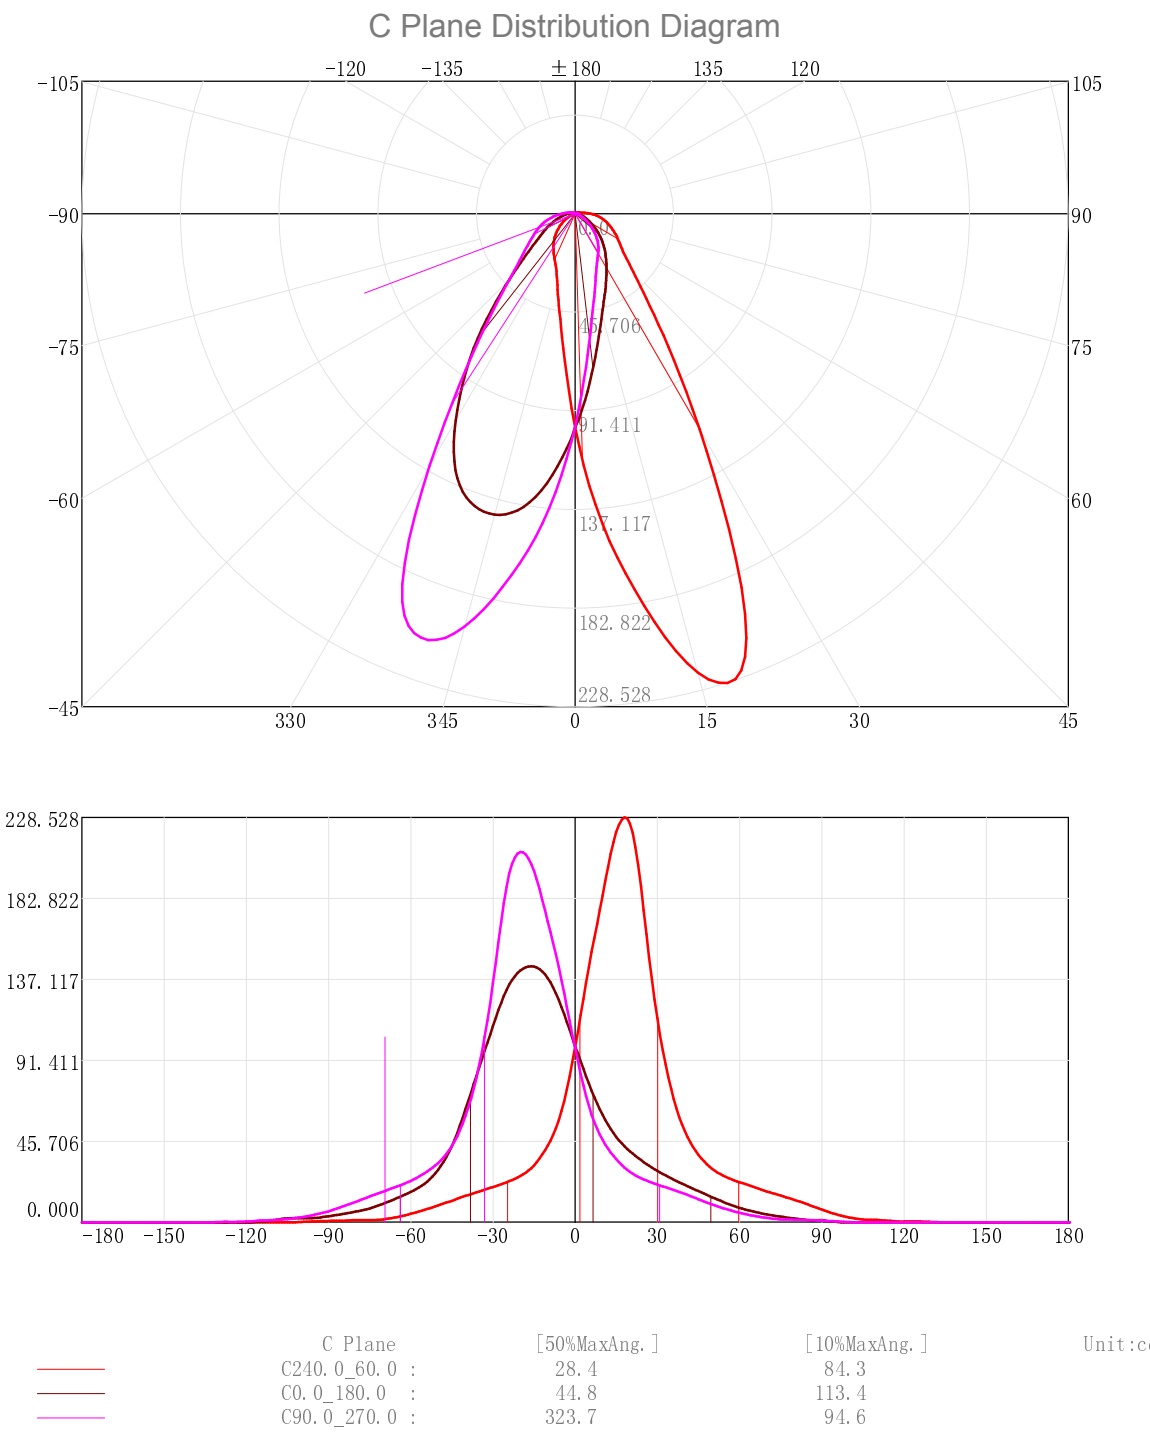 C Plane Distribution Diagram
-120 -135 ±180 135 120
-105 105
-90 90
0.0
45.706
-75 75
91.411
-60 60
137.117
182.822
228.528
-45
330 345 0 15 30 45
228.528
182.822
137.117
91.411
45.706
0.000
-180 -150 -120 -90 -60 -30 0 30 60 90 120 150 180
C Plane [50%MaxAng.] [10%MaxAng.] Unit:c
C240.0_60.0 : 28.4 84.3
C0.0_180.0 : 44.8 113.4
C90.0_270.0 : 323.7 94.6